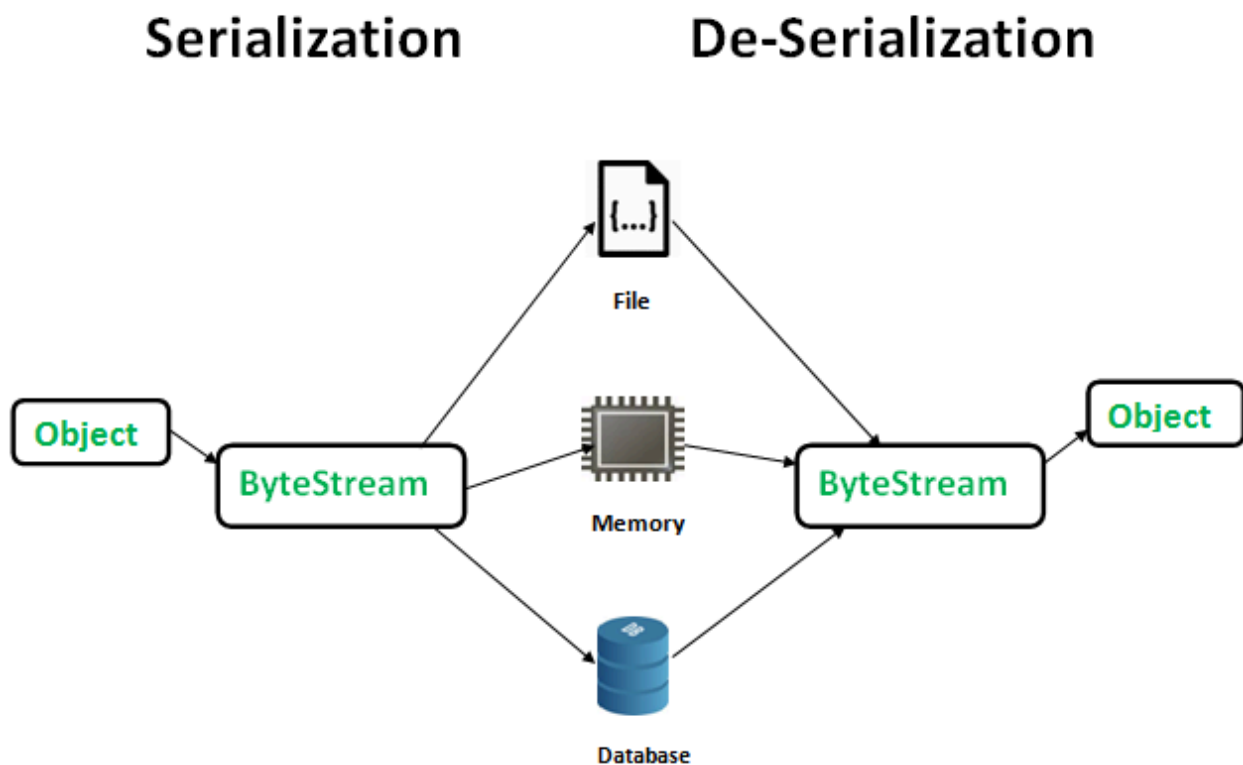 Serialization De-Serialization
{...}
File
Object
Object
ByteStream
ByteStream
Memory
Database